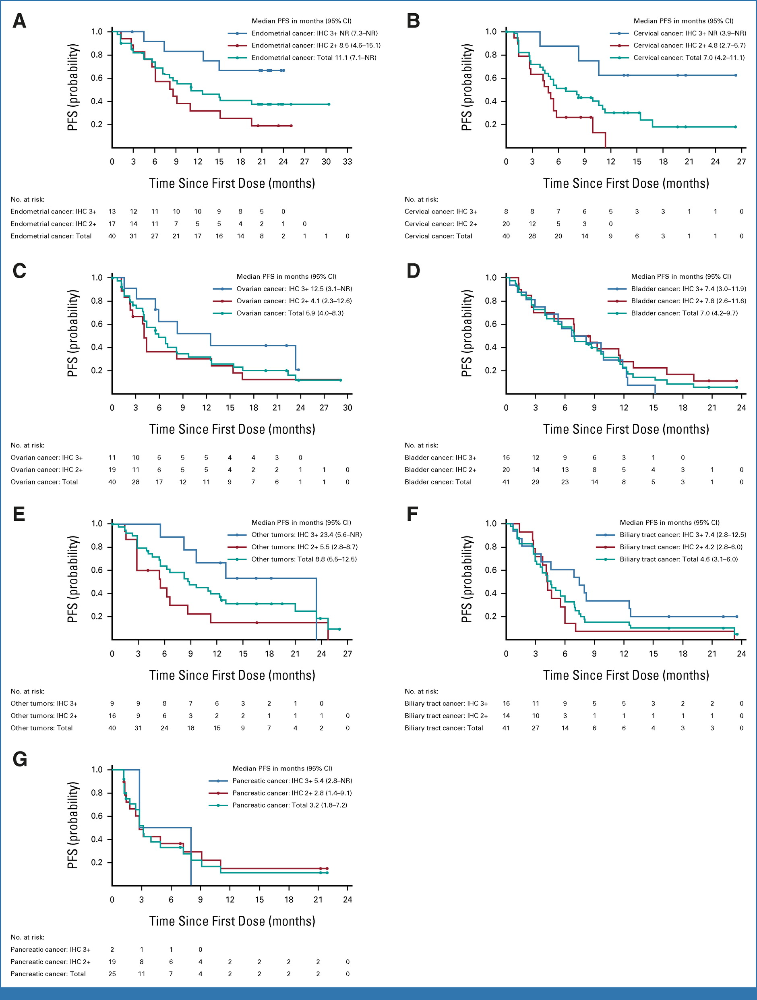 A
Median PFS in months (95% CI)
Endometrial cancer: IHC 3+ NR (7.3–NR)
Endometrial cancer: IHC 2+ 8.5 (4.6–15.1)
Endometrial cancer: Total 11.1 (7.1–NR)
PFS (probability)
1.0
0.8
0.6
0.4
0.2
0 3 6 9 12 15 18 21 24 27 30 33
Time Since First Dose (months)
No. at risk:
Endometrial cancer: IHC 3+ 13 12 11 10 10 9 8 5 0
Endometrial cancer: IHC 2+ 17 14 11 7 5 5 4 2 1 0
Endometrial cancer: Total 40 31 27 21 17 16 14 8 2 1 1 0
B
Median PFS in months (95% CI)
Cervical cancer: IHC 3+ NR (3.9–NR)
Cervical cancer: IHC 2+ 4.8 (2.7–5.7)
Cervical cancer: Total 7.0 (4.2–11.1)
PFS (probability)
1.0
0.8
0.6
0.4
0.2
0 3 6 9 12 15 18 21 24 27
Time Since First Dose (months)
No. at risk:
Cervical cancer: IHC 3+ 8 8 7 6 5 3 3 1 1 0
Cervical cancer: IHC 2+ 20 12 5 3 0
Cervical cancer: Total 40 28 20 14 9 6 3 1 1 0
C
Median PFS in months (95% CI)
Ovarian cancer: IHC 3+ 12.5 (3.1–NR)
Ovarian cancer: IHC 2+ 4.1 (2.3–12.6)
Ovarian cancer: Total 5.9 (4.0–8.3)
PFS (probability)
1.0
0.8
0.6
0.4
0.2
0 3 6 9 12 15 18 21 24 27 30
Time Since First Dose (months)
No. at risk:
Ovarian cancer: IHC 3+ 11 10 6 5 5 4 4 3 0
Ovarian cancer: IHC 2+ 19 11 6 5 5 4 2 2 1 1 0
Ovarian cancer: Total 40 28 17 12 11 9 7 6 1 1 0
D
Median PFS in months (95% CI)
Bladder cancer: IHC 3+ 7.4 (3.0–11.9)
Bladder cancer: IHC 2+ 7.8 (2.6–11.6)
Bladder cancer: Total 7.0 (4.2–9.7)
PFS (probability)
1.0
0.8
0.6
0.4
0.2
0 3 6 9 12 15 18 21 24
Time Since First Dose (months)
No. at risk:
Bladder cancer: IHC 3+ 16 12 9 6 3 1 0
Bladder cancer: IHC 2+ 20 14 13 8 5 4 3 1 0
Bladder cancer: Total 41 29 23 14 8 5 3 1 0
E
Median PFS in months (95% CI)
Other tumors: IHC 3+ 23.4 (5.6–NR)
Other tumors: IHC 2+ 5.5 (2.8–8.7)
Other tumors: Total 8.8 (5.5–12.5)
PFS (probability)
1.0
0.8
0.6
0.4
0.2
0 3 6 9 12 15 18 21 24 27
Time Since First Dose (months)
No. at risk:
Other tumors: IHC 3+ 9 9 8 7 6 3 2 1 0
Other tumors: IHC 2+ 16 9 6 3 2 2 1 1 1 0
Other tumors: Total 40 31 24 18 15 9 7 4 2 0
F
Median PFS in months (95% CI)
Biliary tract cancer: IHC 3+ 7.4 (2.8–12.5)
Biliary tract cancer: IHC 2+ 4.2 (2.8–6.0)
Biliary tract cancer: Total 4.6 (3.1–6.0)
PFS (probability)
1.0
0.8
0.6
0.4
0.2
0 3 6 9 12 15 18 21 24
Time Since First Dose (months)
No. at risk:
Biliary tract cancer: IHC 3+ 16 11 9 5 5 3 2 2 0
Biliary tract cancer: IHC 2+ 14 10 3 1 1 1 1 1 0
Biliary tract cancer: Total 41 27 14 6 6 4 3 3 0
G
Median PFS in months (95% CI)
Pancreatic cancer: IHC 3+ 5.4 (2.8–NR)
Pancreatic cancer: IHC 2+ 2.8 (1.4–9.1)
Pancreatic cancer: Total 3.2 (1.8–7.2)
PFS (probability)
1.0
0.8
0.6
0.4
0.2
0 3 6 9 12 15 18 21 24
Time Since First Dose (months)
No. at risk:
Pancreatic cancer: IHC 3+ 2 1 1 0
Pancreatic cancer: IHC 2+ 19 8 6 4 2 2 2 2 0
Pancreatic cancer: Total 25 11 7 4 2 2 2 2 0